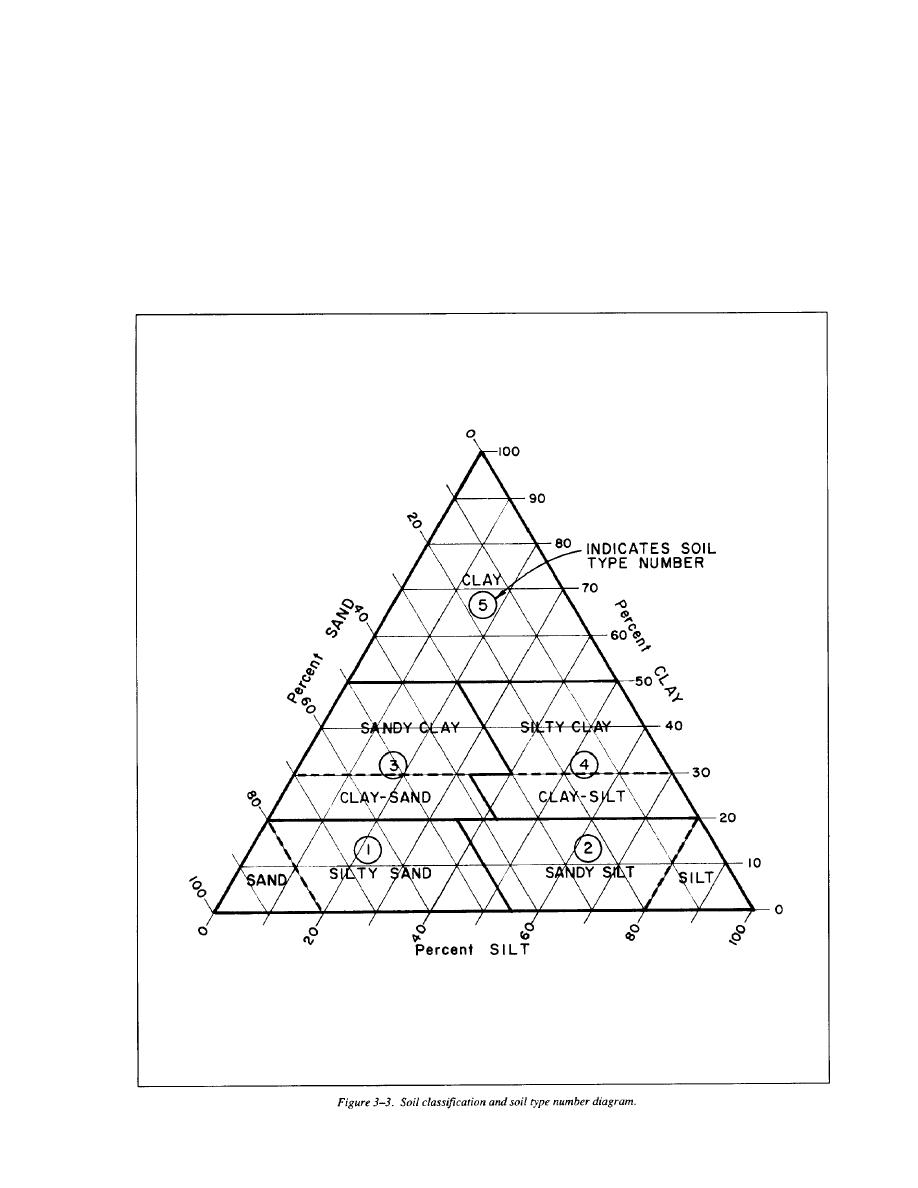 0
100
90
20
80
INDICATES SOIL
TYPE NUMBER
CLAY
70
5
Percent SAND
40
Percent CLAY
60
60
50
40
SANDY CLAY
SILTY CLAY
3
4
30
80
CLAY-SAND
CLAY-SILT
20
1
2
10
100
SAND
SILTY SAND
SANDY SILT
SILT
0
0
20
40
60
80
100
Percent SILT
Figure 3–3. Soil classification and soil type number diagram.